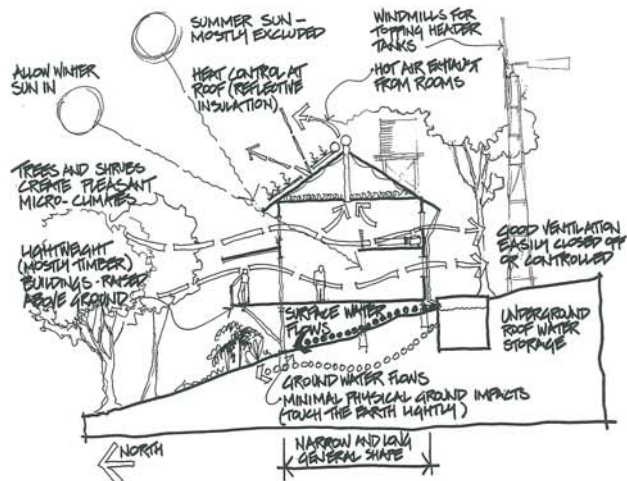 SUMMER SUN -
MOSTLY EXCLUDED
WINDMILLS FOR
TOPPING HEADER
TANKS
HEAT CONTROL AT
ROOF (REFLECTIVE
INSULATION)
HOT AIR EXHAUST
FROM ROOMS
ALLOW WINTER
SUN IN
TREES AND SHRUBS
CREATE PLEASANT
MICRO-CLIMATES
LIGHTWEIGHT
(MOSTLY TIMBER)
BUILDINGS - RAISED
ABOVE GROUND
GOOD VENTILATION
EASILY CLOSED OFF
OR CONTROLLED
SURFACE WATER
FLOWS
UNDERGROUND
ROOF WATER
STORAGE
GROUND WATER FLOWS
MINIMAL PHYSICAL GROUND IMPACTS
(TOUCH THE EARTH LIGHTLY)
NORTH
NARROW AND LONG
GENERAL SHAPE